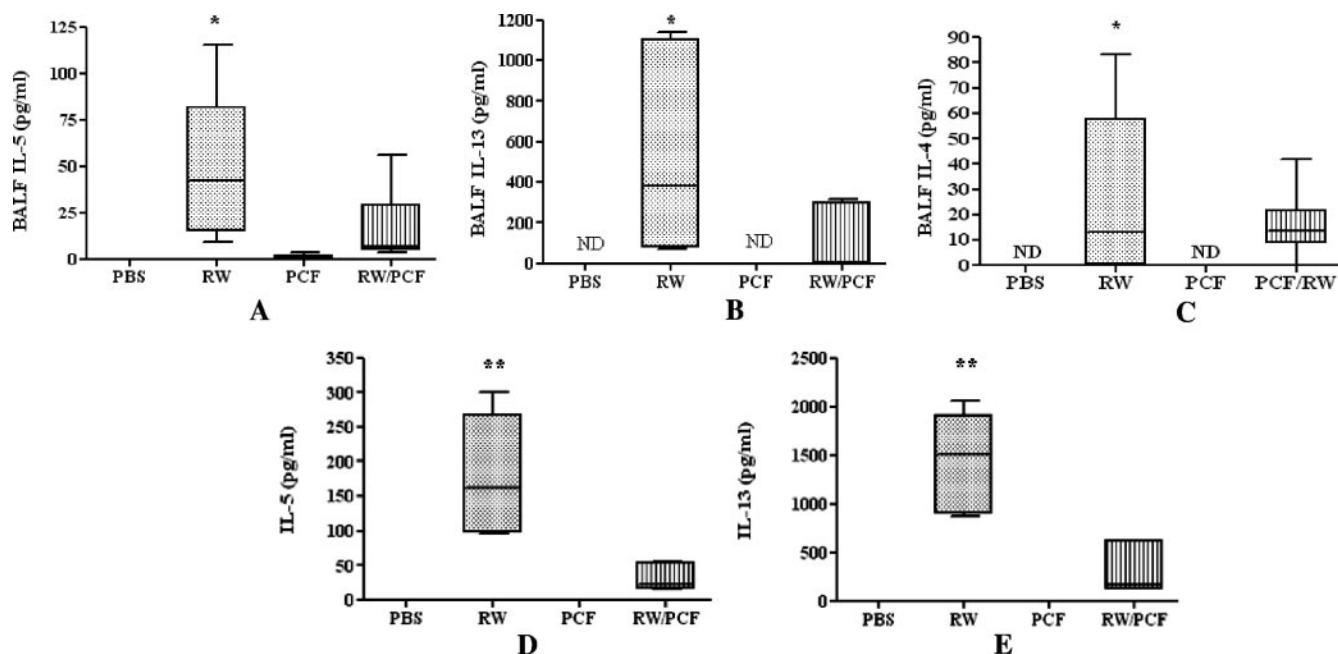 BALF IL-5 (pg/ml)
125
100
75
50
25
0
*
PBS RW PCF RW/PCF
A
BALF IL-13 (pg/ml)
1200
1000
800
600
400
200
0
*
ND
ND
PBS RW PCF RW/PCF
B
BALF IL-4 (pg/ml)
90
80
70
60
50
40
30
20
10
0
*
ND
ND
PBS RW PCF PCF/RW
C
IL-5 (pg/ml)
350
300
250
200
150
100
50
0
**
PBS RW PCF RW/PCF
D
IL-13 (pg/ml)
2500
2000
1500
1000
500
0
**
PBS RW PCF RW/PCF
E